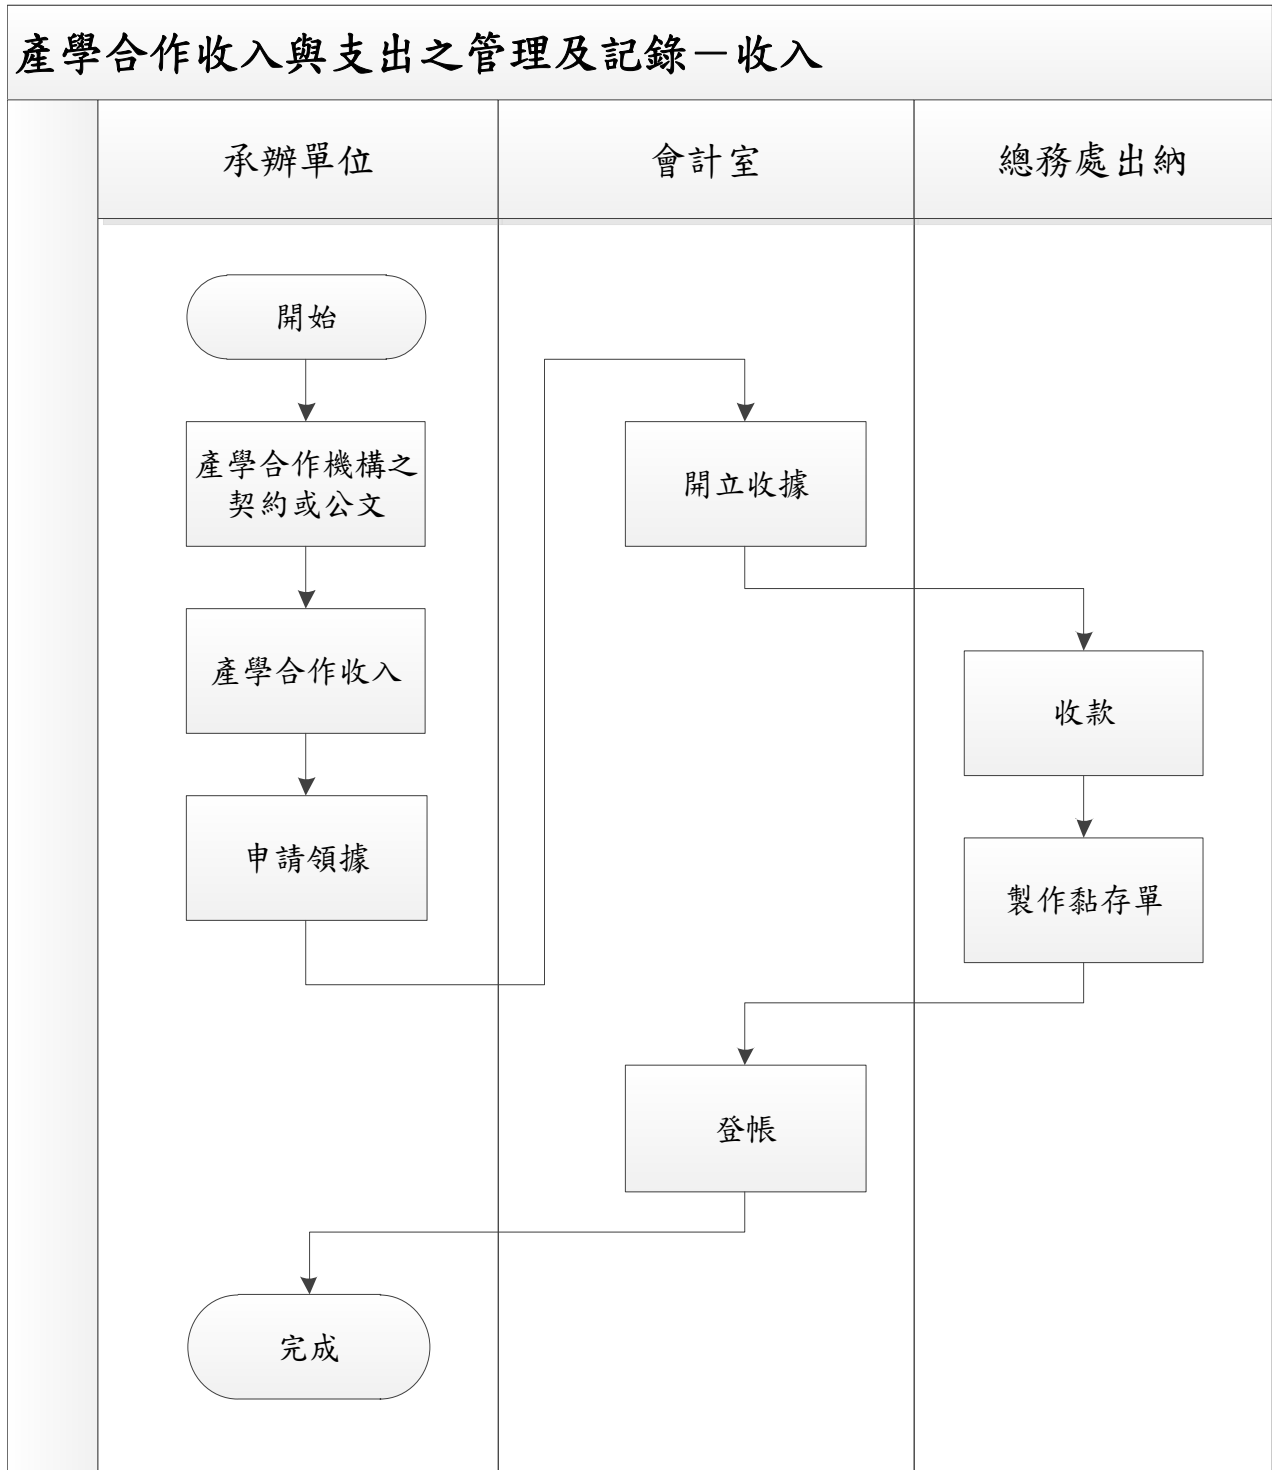 產學合作收入與支出之管理及記錄－收入
承辦單位
會計室
總務處出納
開始
產學合作機構之
契約或公文
產學合作收入
申請領據
開立收據
收款
製作黏存單
登帳
完成